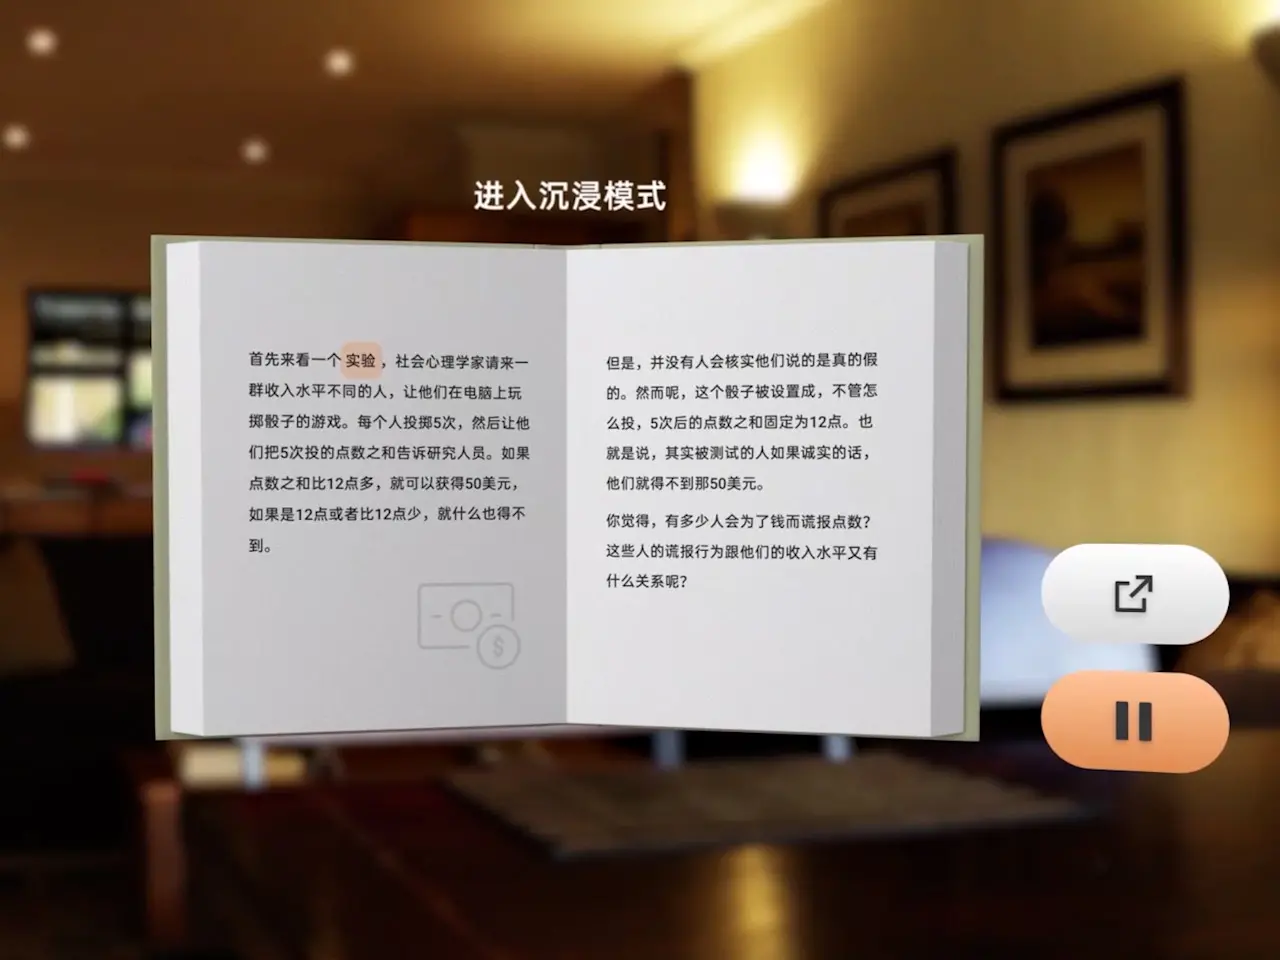 进入沉浸模式
首先来看一个 实验，社会心理学家请来一
群收入水平不同的人，让他们在电脑上玩
掷骰子的游戏。每个人投掷5次，然后让他
们把5次投的点数之和告诉研究人员。如果
点数之和比12点多，就可以获得50美元，
如果是12点或者比12点少，就什么也得不
到。
$
但是，并没有人会核实他们说的是真的假
的。然而呢，这个骰子被设置成，不管怎
么投，5次后的点数之和固定为12点。也
就是说，其实被测试的人如果诚实的话，
他们就得不到那50美元。
你觉得，有多少人会为了钱而谎报点数？
这些人的谎报行为跟他们的收入水平又有
什么关系呢？